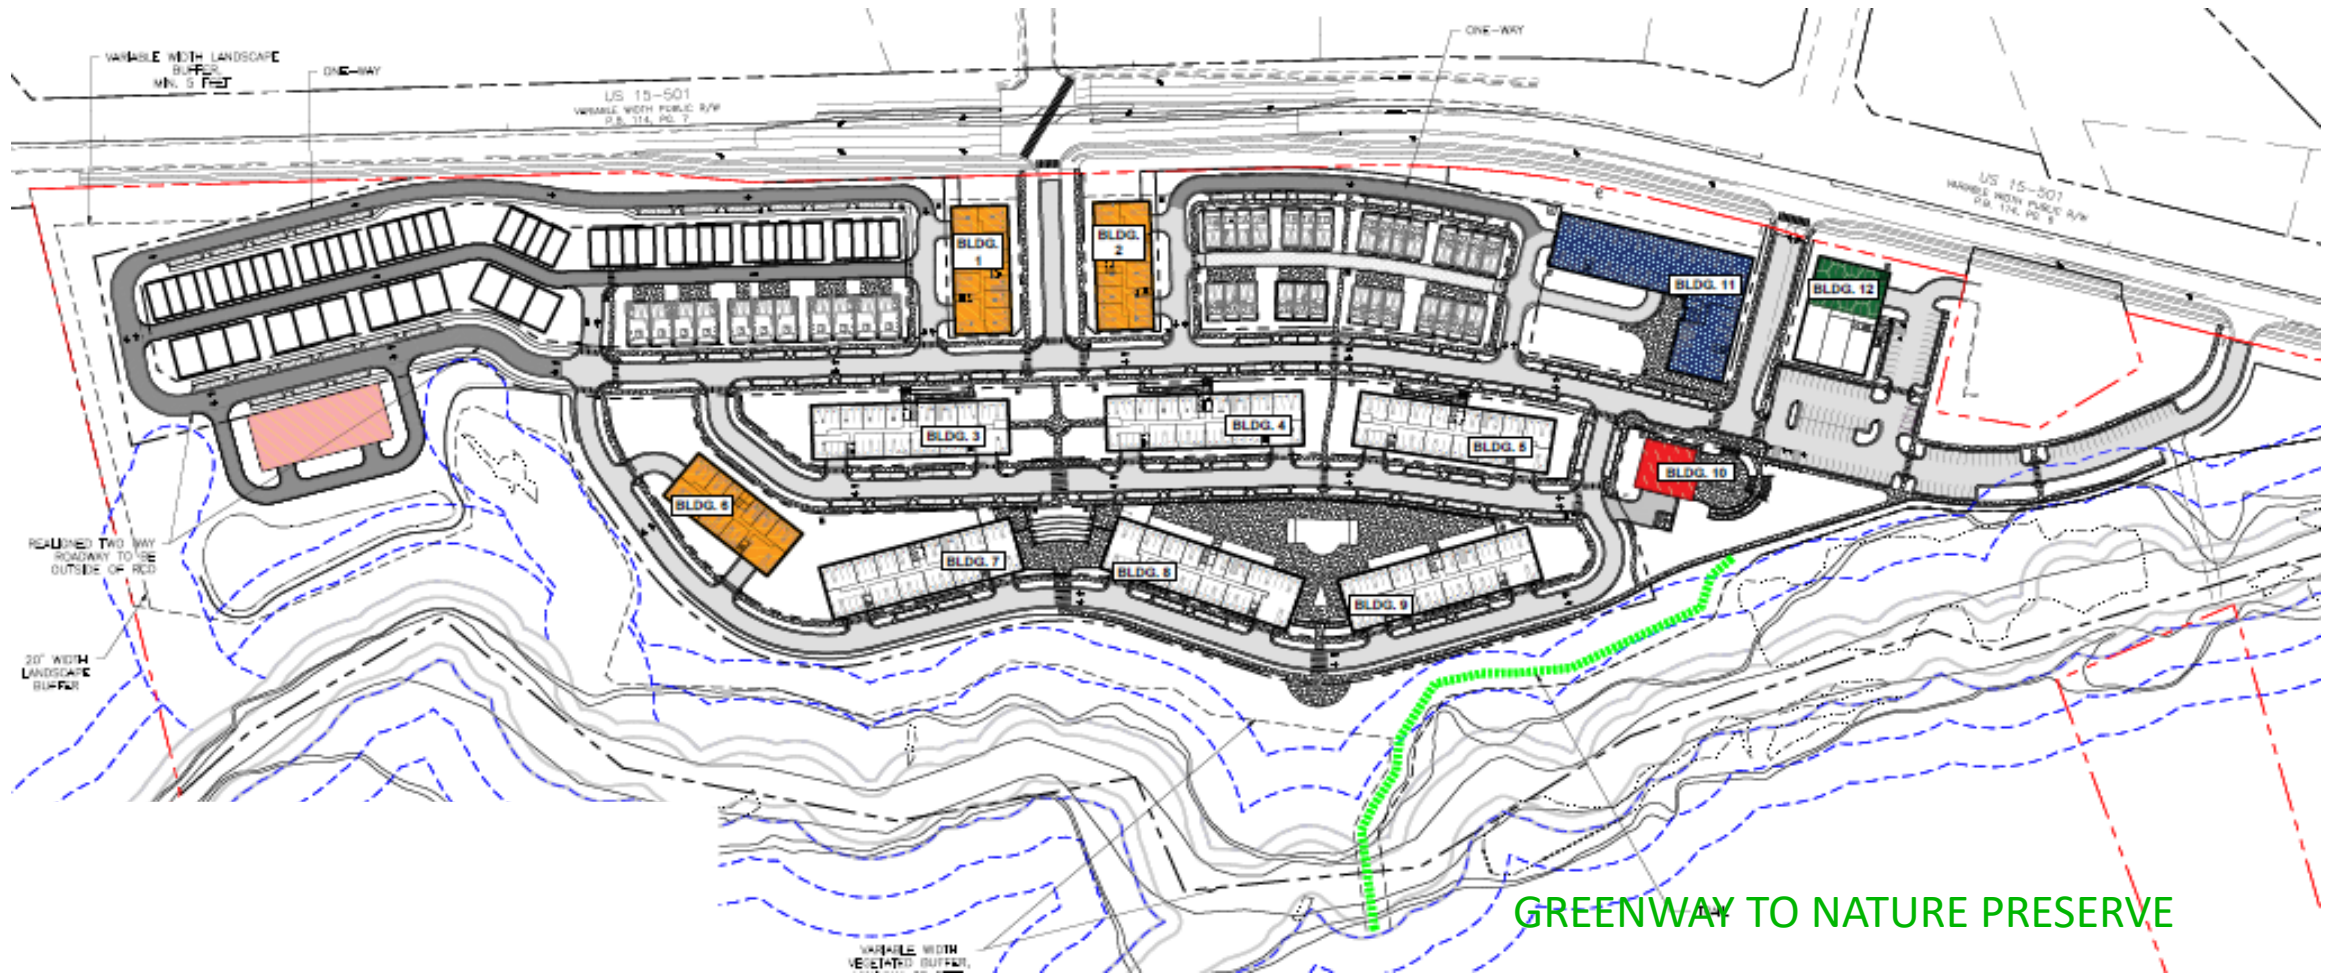 VARIABLE WIDTH LANDSCAPE
BUFFER,
MIN. 5 FEET
ONE-WAY
US 15-501
VARIABLE WIDTH PUBLIC R/W
P.B. 114, PG. 7
ONE-WAY
US 15-501
VARIABLE WIDTH PUBLIC R/W
BLDG.
1
BLDG.
2
BLDG. 11
BLDG. 12
BLDG. 3
BLDG. 4
BLDG. 5
BLDG. 10
BLDG. 6
BLDG. 7
BLDG. 8
BLDG. 9
REALIGNED TWO WAY
ROADWAY TO BE
OUTSIDE OF RCD
20' WIDTH
LANDSCAPE
BUFFER
GREENWAY TO NATURE PRESERVE
VARIABLE WIDTH
VEGETATED BUFFER,